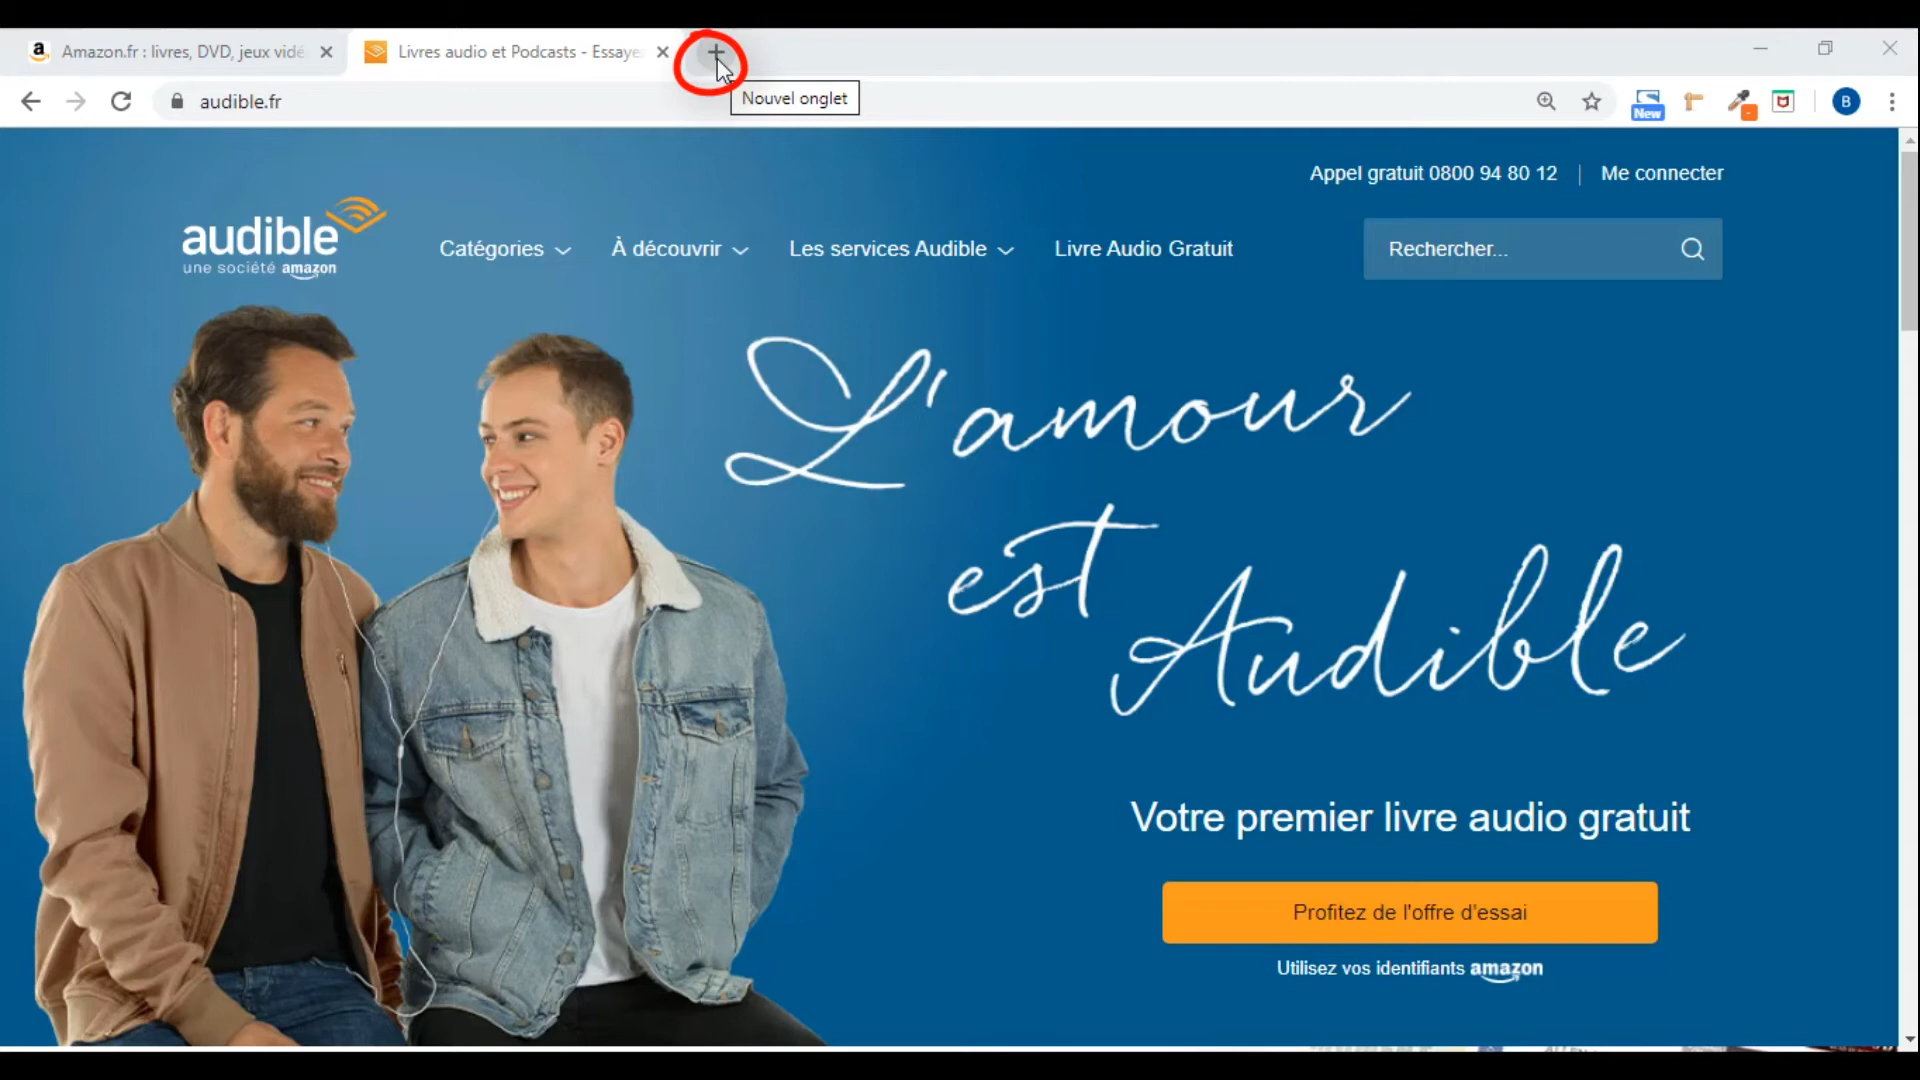 Amazon.fr : livres, DVD, jeux vidé
Livres audio et Podcasts - Essaye
Nouvel onglet
audible.fr
New
B
Appel gratuit 0800 94 80 12 | Me connecter
audible
une société amazon
Catégories
À découvrir
Les services Audible
Livre Audio Gratuit
Rechercher...
L'amour
est
Audible
Votre premier livre audio gratuit
Profitez de l'offre d'essai
Utilisez vos identifiants amazon